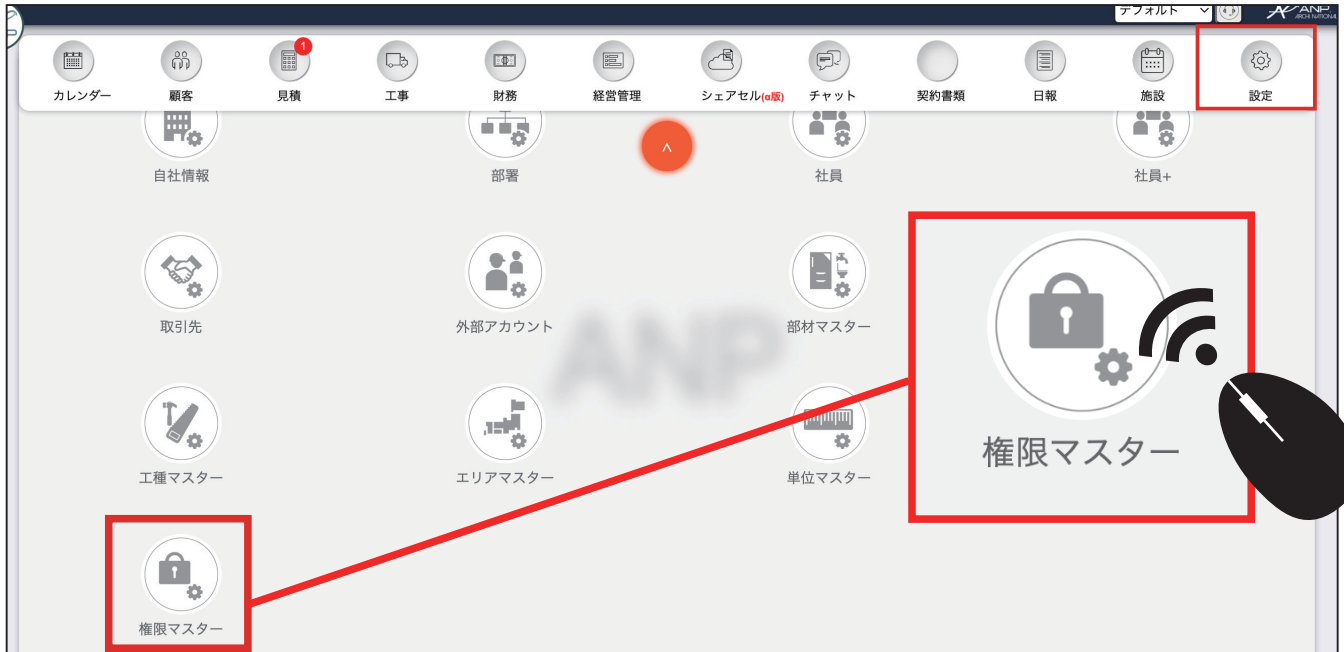 デフォルト
ANP
ARCHI NATIONAL
1
カレンダー
顧客
見積
工事
財務
経営管理
シェアセル(α版)
チャット
契約書類
日報
施設
設定
自社情報
部署
社員
社員+
取引先
外部アカウント
部材マスター
ANP
権限マスター
工種マスター
エリアマスター
単位マスター
権限マスター